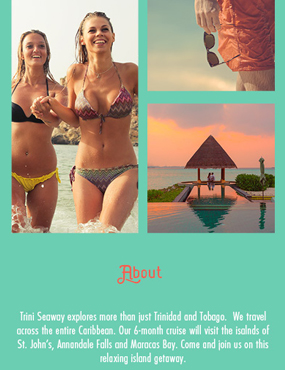 About
Trini Seaway explores more than just Trinidad and Tobago. We travel
across the entire Caribbean. Our 6-month cruise will visit the isalnds of
St. John's, Annandale Falls and Maracas Bay. Come and join us on this
relaxing island getaway.